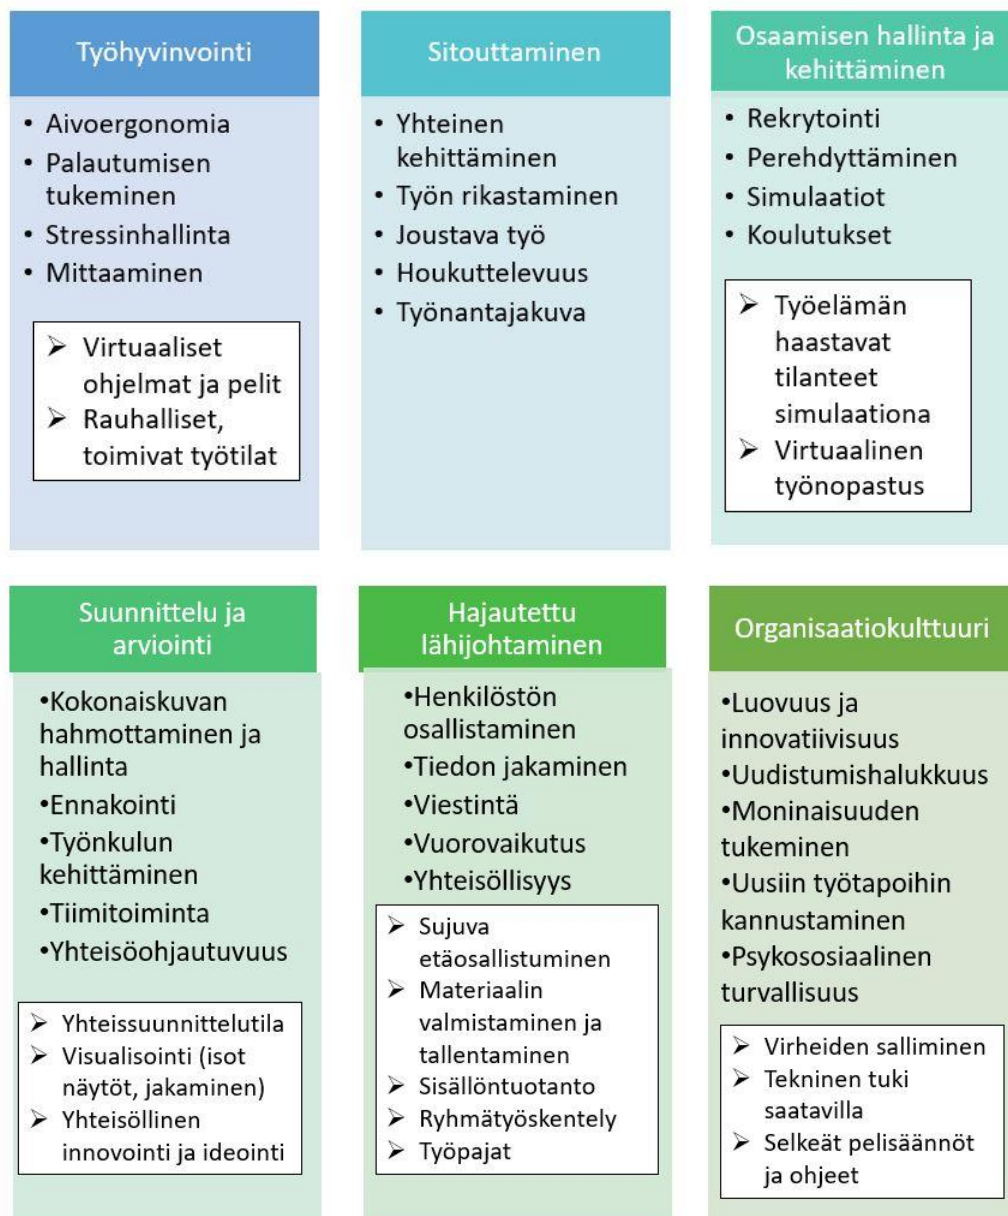 Työhyvinvointi
• Aivoergonomia
• Palautumisen
tukeminen
• Stressinhallinta
• Mittaaminen
➢ Virtuaaliset
ohjelmat ja pelit
➢ Rauhalliset,
toimivat työtilat
Sitouttaminen
• Yhteinen
kehittäminen
• Työn rikastaminen
• Joustava työ
• Houkuttelevuus
• Työnantajakuva
Osaamisen hallinta ja
kehittäminen
• Rekrytointi
• Perehdyttäminen
• Simulaatiot
• Koulutukset
➢ Työelämän
haastavat
tilanteet
simulaationa
➢ Virtuaalinen
työnopastus
Suunnittelu ja
arviointi
•Kokonaiskuvan
hahmottaminen ja
hallinta
•Ennakointi
•Työnkulun
kehittäminen
•Tiimitoiminta
•Yhteisöohjautuvuus
➢ Yhteissuunnittelutila
➢ Visualisointi (isot
näytöt, jakaminen)
➢ Yhteisöllinen
innovointi ja ideointi
Hajautettu
lähijohtaminen
•Henkilöstön
osallistaminen
•Tiedon jakaminen
•Viestintä
•Vuorovaikutus
•Yhteisöllisyys
➢ Sujuva
etäosallistuminen
➢ Materiaalin
valmistaminen ja
tallentaminen
➢ Sisällöntuotanto
➢ Ryhmätyöskentely
➢ Työpajat
Organisaatiokulttuuri
•Luovuus ja
innovatiivisuus
•Uudistumishalukkuus
•Moninaisuuden
tukeminen
•Uusiin työtapoihin
kannustaminen
•Psykososiaalinen
turvallisuus
➢ Virheiden salliminen
➢ Tekninen tuki
saatavilla
➢ Selkeät pelisäännöt
ja ohjeet